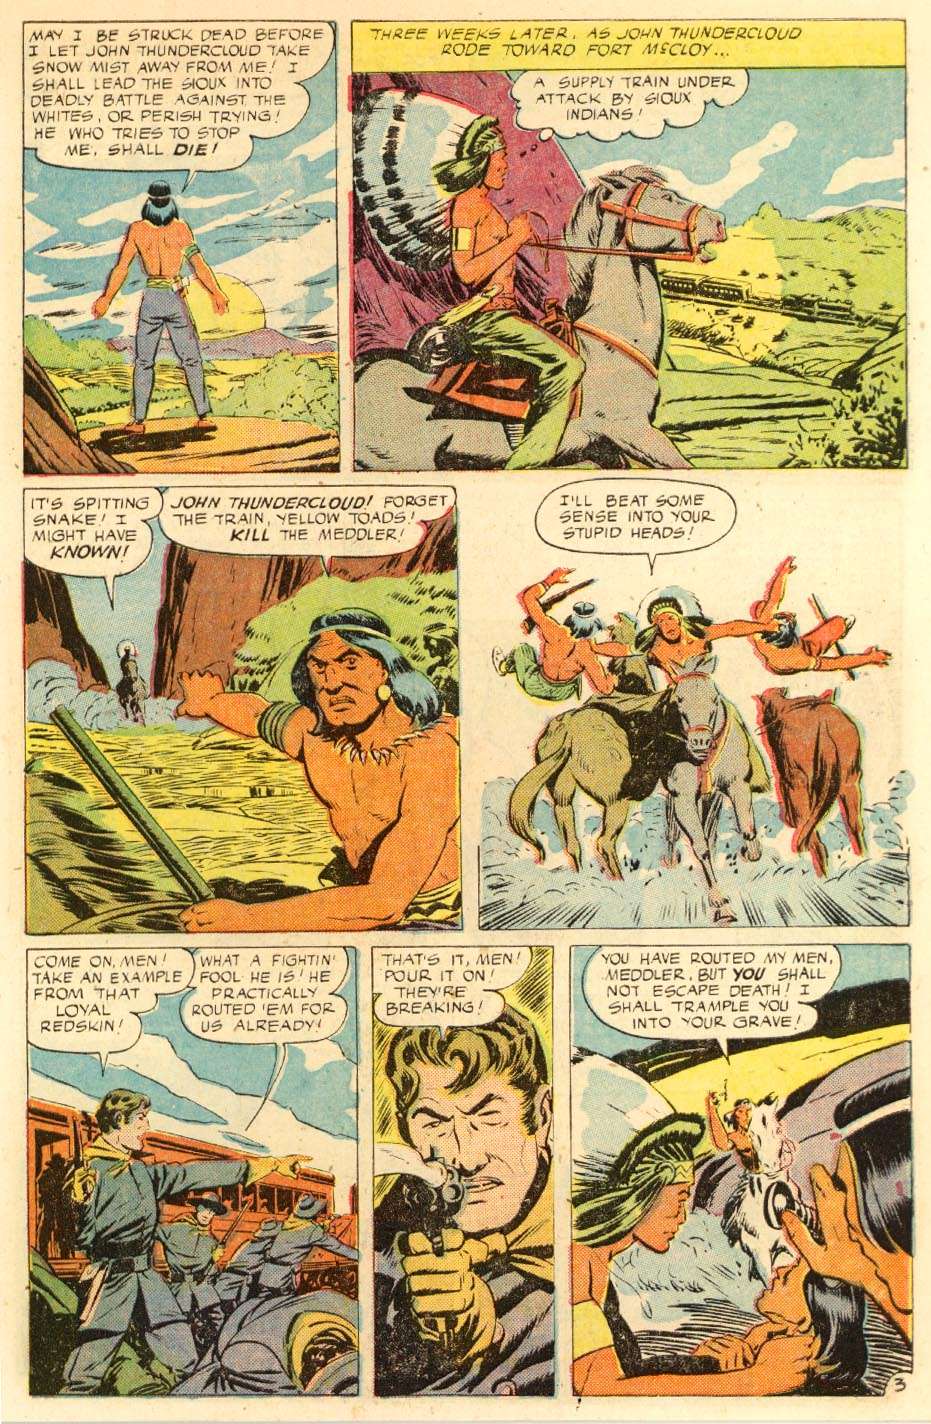 MAY I BE STRUCK DEAD BEFORE
I LET JOHN THUNDERCLOUD TAKE
SNOW MIST AWAY FROM ME! I
SHALL LEAD THE SIOUX INTO
DEADLY BATTLE AGAINST THE
WHITES, OR PERISH TRYING!
HE WHO TRIES TO STOP
ME, SHALL DIE!
THREE WEEKS LATER, AS JOHN THUNDERCLOUD
RODE TOWARD FORT McCLOY...
A SUPPLY TRAIN UNDER
ATTACK BY SIOUX
INDIANS!
IT'S SPITTING
SNAKE! I
MIGHT HAVE
KNOWN!
JOHN THUNDERCLOUD! FORGET
THE TRAIN, YELLOW TOADS!
KILL THE MEDDLER!
I'LL BEAT SOME
SENSE INTO YOUR
STUPID HEADS!
COME ON, MEN!
TAKE AN EXAMPLE
FROM THAT
LOYAL
REDSKIN!
WHAT A FIGHTIN'
FOOL HE IS! HE
PRACTICALLY
ROUTED 'EM FOR
US ALREADY!
THAT'S IT, MEN!
POUR IT ON!
THEY'RE
BREAKING!
YOU HAVE ROUTED MY MEN,
MEDDLER, BUT YOU SHALL
NOT ESCAPE DEATH! I
SHALL TRAMPLE YOU
INTO YOUR GRAVE!
3